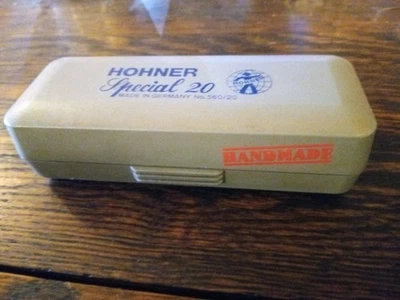 HOHNER
Special 20
MADE IN GERMANY No. 560/20
HANDMADE